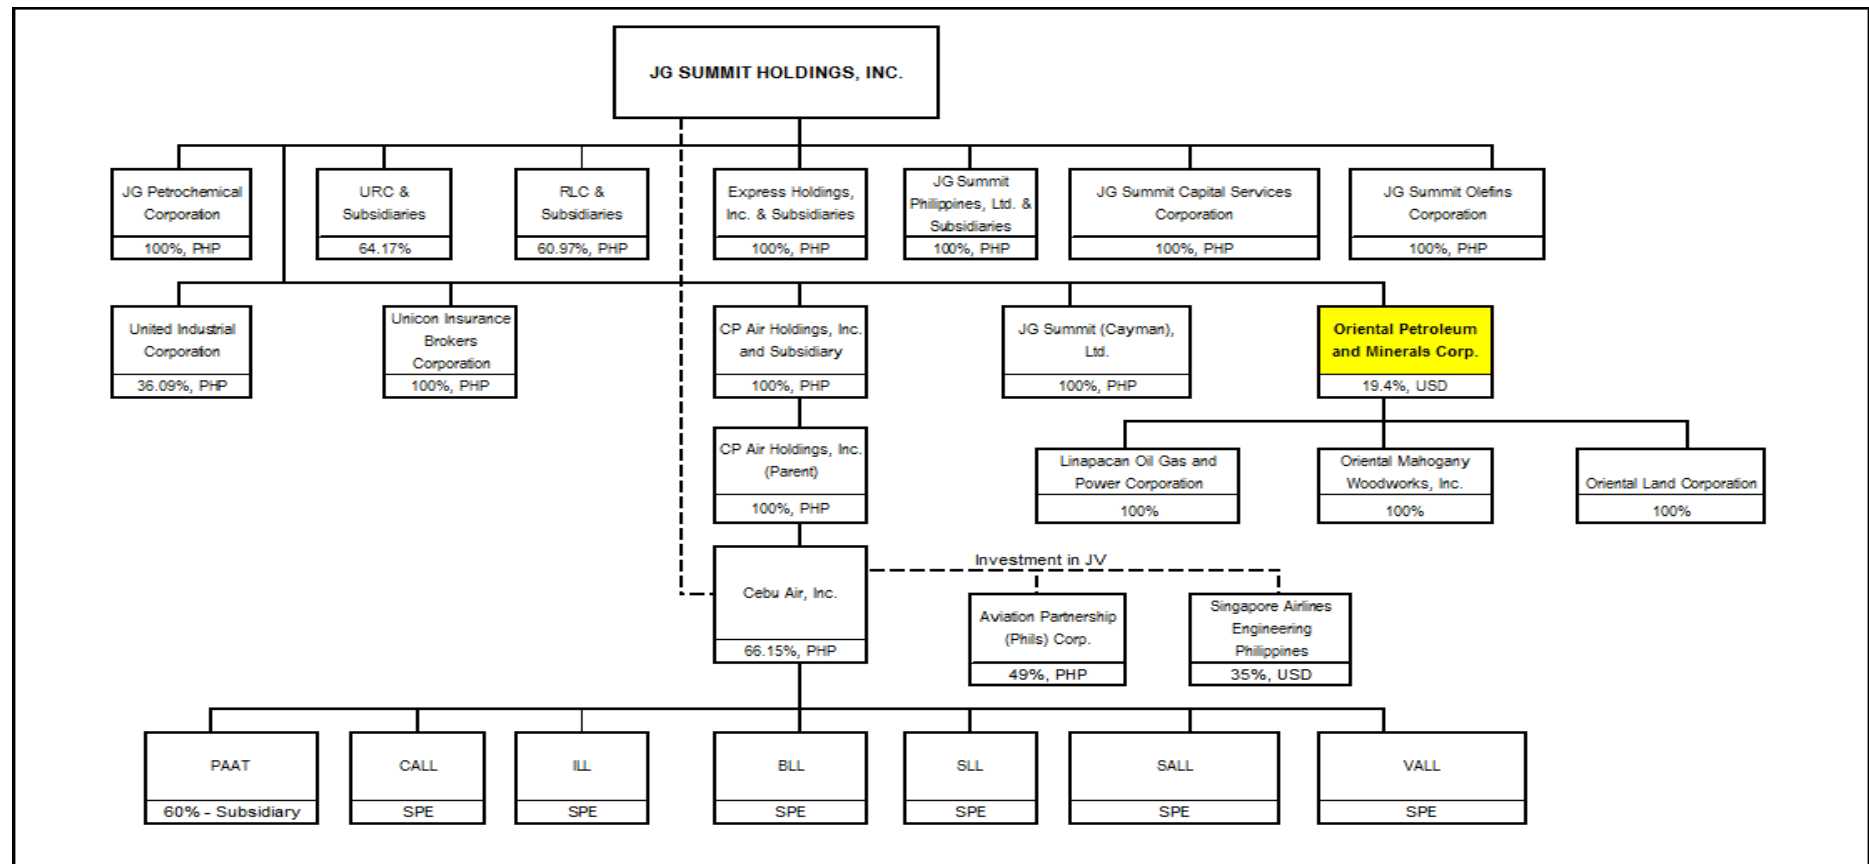 JG SUMMIT HOLDINGS, INC.
JG Petrochemical
Corporation
100%, PHP
URC &
Subsidiaries
64.17%
RLC &
Subsidiaries
60.97%, PHP
Express Holdings,
Inc. & Subsidiaries
100%, PHP
JG Summit
Philippines, Ltd. &
Subsidiaries
100%, PHP
JG Summit Capital Services
Corporation
100%, PHP
JG Summit Olefins
Corporation
100%, PHP
United Industrial
Corporation
36.09%, PHP
Unicon Insurance
Brokers
Corporation
100%, PHP
CP Air Holdings, Inc.
and Subsidiary
100%, PHP
JG Summit (Cayman),
Ltd.
100%, PHP
Oriental Petroleum
and Minerals Corp.
19.4%, USD
CP Air Holdings, Inc.
(Parent)
100%, PHP
Linapacan Oil Gas and
Power Corporation
100%
Oriental Mahogany
Woodworks, Inc.
100%
Oriental Land Corporation
100%
Cebu Air, Inc.
66.15%, PHP
Investment in JV
Aviation Partnership
(Phils) Corp.
49%, PHP
Singapore Airlines
Engineering
Philippines
35%, USD
PAAT
60% - Subsidiary
CALL
SPE
ILL
SPE
BLL
SPE
SLL
SPE
SALL
SPE
VALL
SPE